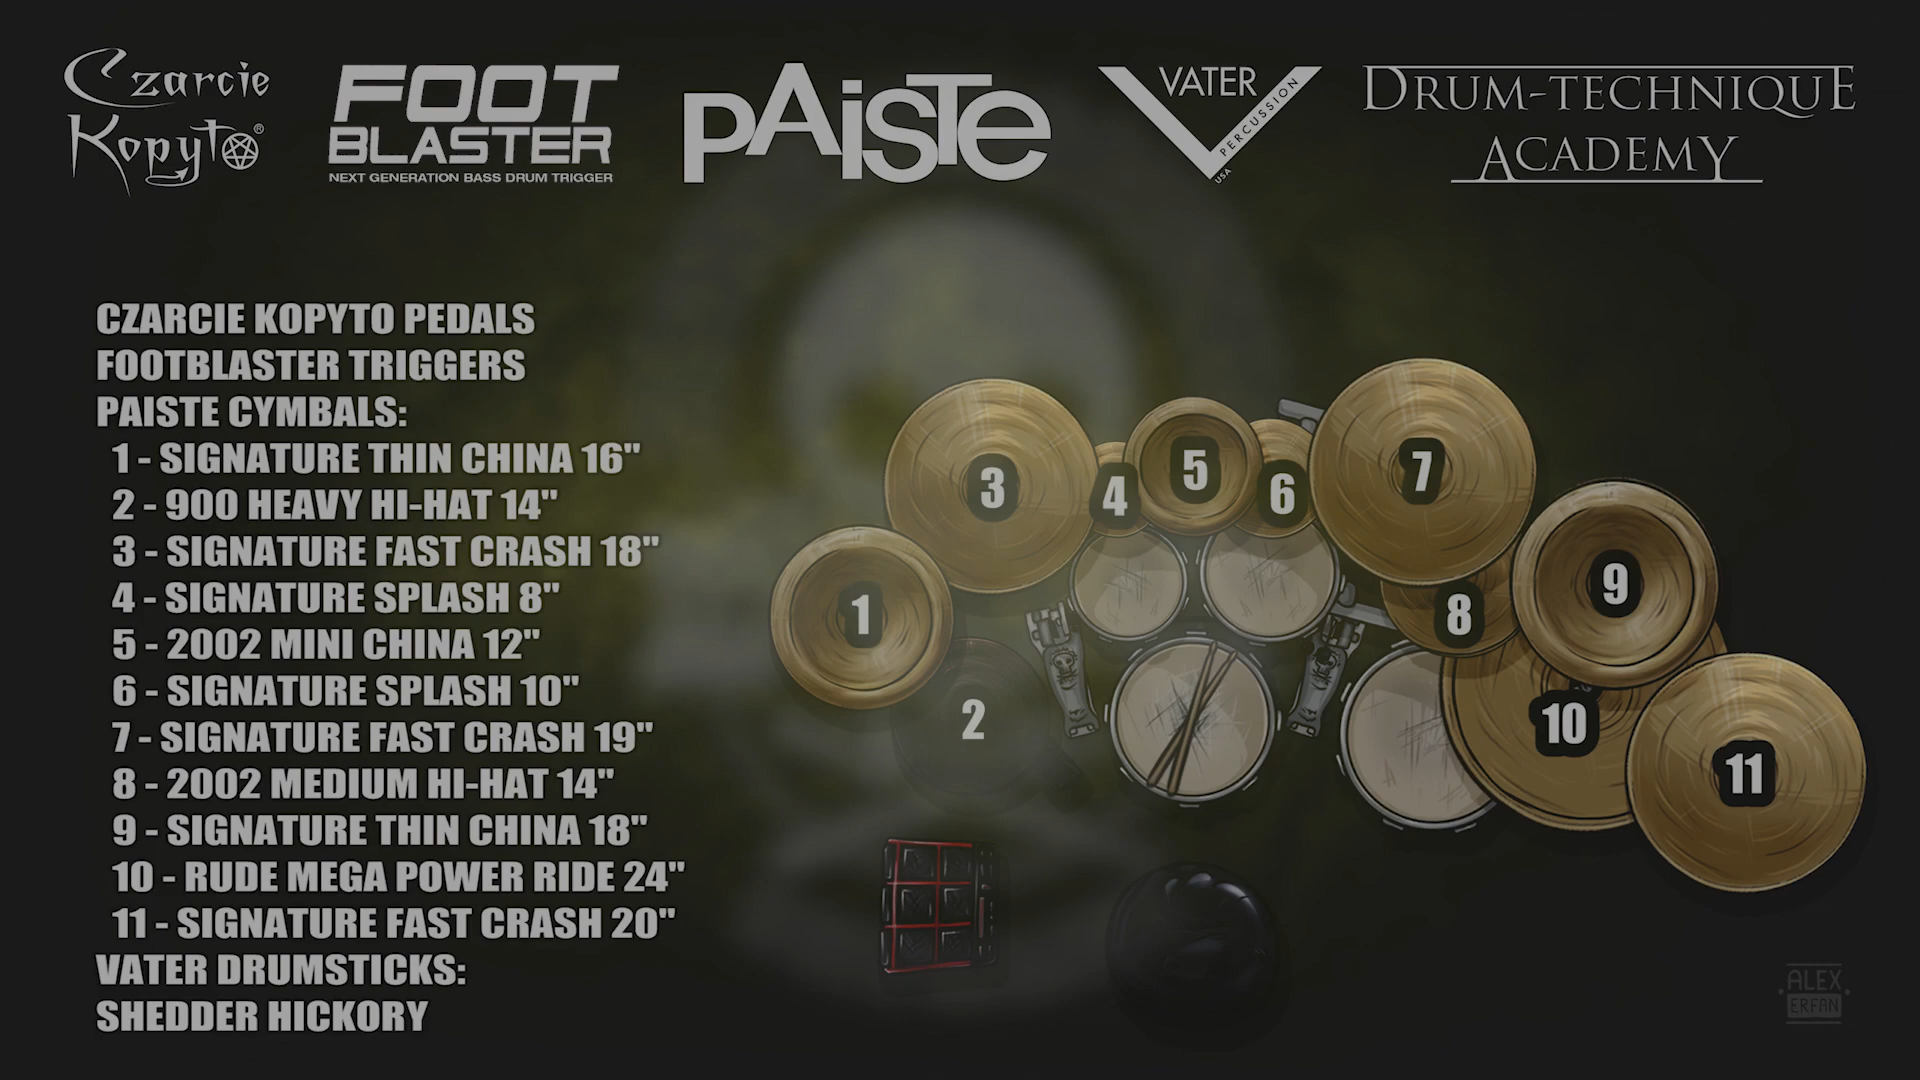 Czarcie
Kopyto®
FOOT
BLASTER
NEXT GENERATION BASS DRUM TRIGGER
PAiSTe
VATER
PERCUSSION
USA
DRUM-TECHNIQUE
ACADEMY
CZARCIE KOPYTO PEDALS
FOOTBLASTER TRIGGERS
PAISTE CYMBALS:
1 - SIGNATURE THIN CHINA 16"
2 - 900 HEAVY HI-HAT 14"
3 - SIGNATURE FAST CRASH 18"
4 - SIGNATURE SPLASH 8"
5 - 2002 MINI CHINA 12"
6 - SIGNATURE SPLASH 10"
7 - SIGNATURE FAST CRASH 19"
8 - 2002 MEDIUM HI-HAT 14"
9 - SIGNATURE THIN CHINA 18"
10 - RUDE MEGA POWER RIDE 24"
11 - SIGNATURE FAST CRASH 20"
VATER DRUMSTICKS:
SHEDDER HICKORY
1
2
3
4
5
6
7
8
9
10
11
ALEX
ERFAN